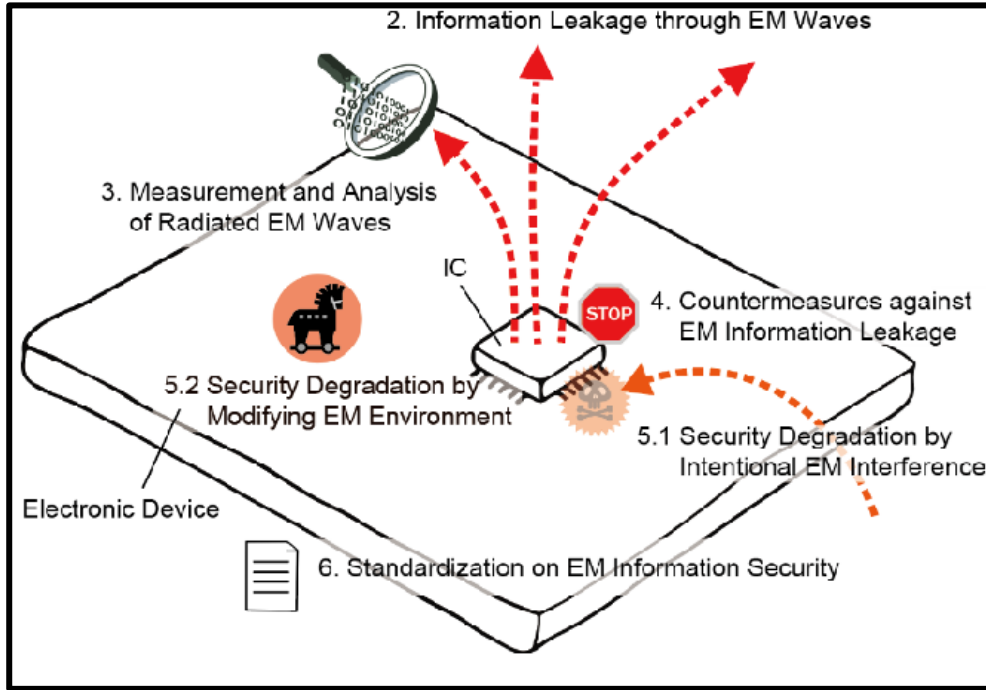 2. Information Leakage through EM Waves
3. Measurement and Analysis
of Radiated EM Waves
IC
STOP
4. Countermeasures against
EM Information Leakage
5.2 Security Degradation by
Modifying EM Environment
5.1 Security Degradation by
Intentional EM Interference
Electronic Device
6. Standardization on EM Information Security